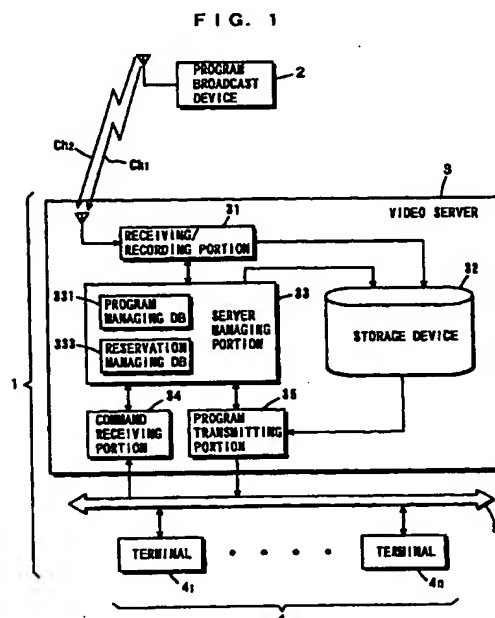 FIG. 1
PROGRAM
BROADCAST
DEVICE
2
Ch2
Ch1
3
VIDEO SERVER
31
RECEIVING/
RECORDING PORTION
32
331
PROGRAM
MANAGING DB
33
SERVER
MANAGING
PORTION
STORAGE DEVICE
333
RESERVATION
MANAGING DB
1
34
35
COMMAND
RECEIVING
PORTION
PROGRAM
TRANSMITTING
PORTION
TERMINAL
TERMINAL
41
4n